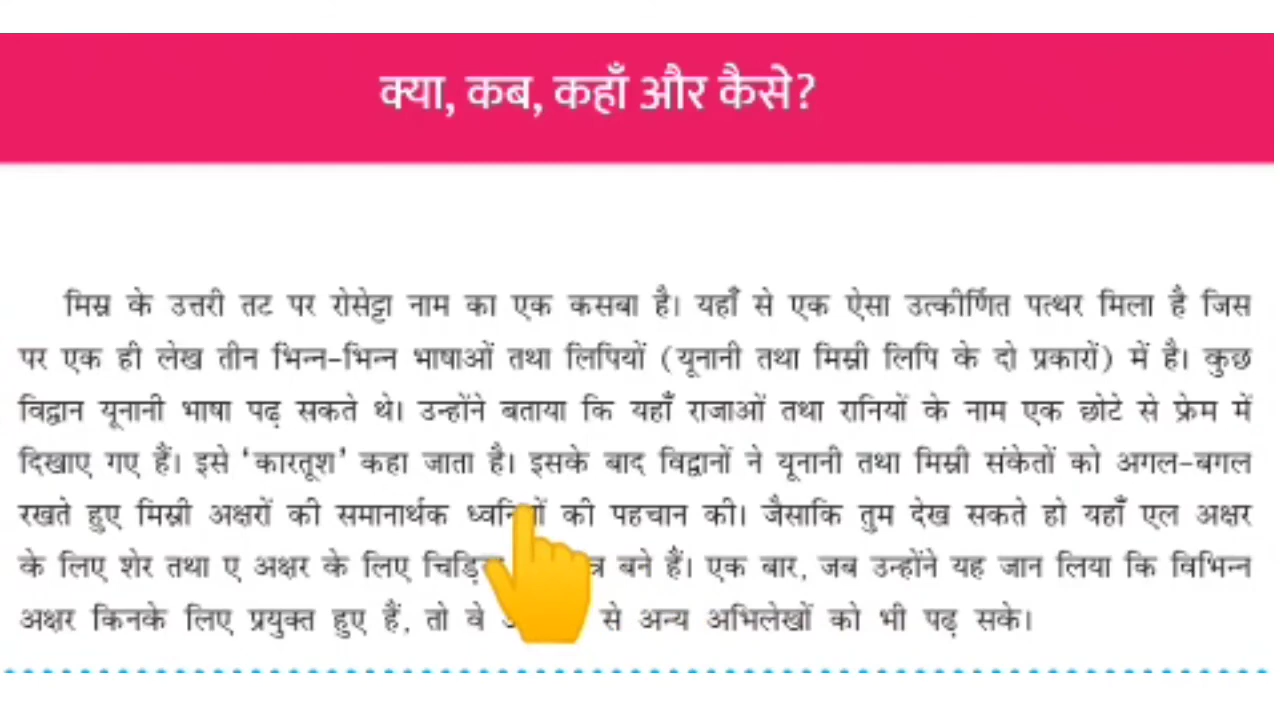 क्या, कब, कहाँ और कैसे?
मिस्र के उत्तरी तट पर रोसेट्टा नाम का एक कसबा है। यहाँ से एक ऐसा उत्कीर्णित पत्थर मिला है जिस
पर एक ही लेख तीन भिन्न-भिन्न भाषाओं तथा लिपियों (यूनानी तथा मिस्री लिपि के दो प्रकारों) में है। कुछ
विद्वान यूनानी भाषा पढ़ सकते थे। उन्होंने बताया कि यहाँ राजाओं तथा रानियों के नाम एक छोटे से फ्रेम में
दिखाए गए हैं। इसे ‘कारतूश’ कहा जाता है। इसके बाद विद्वानों ने यूनानी तथा मिस्री संकेतों को अगल-बगल
रखते हुए मिस्री अक्षरों की समानार्थक ध्वनियों की पहचान की। जैसाकि तुम देख सकते हो यहाँ एल अक्षर
के लिए शेर तथा ए अक्षर के लिए बने हैं। एक बार, जब उन्होंने यह जान लिया कि विभिन्न
अक्षर किनके लिए प्रयुक्त हुए हैं, तो वे से अन्य अभिलेखों को भी पढ़ सके।